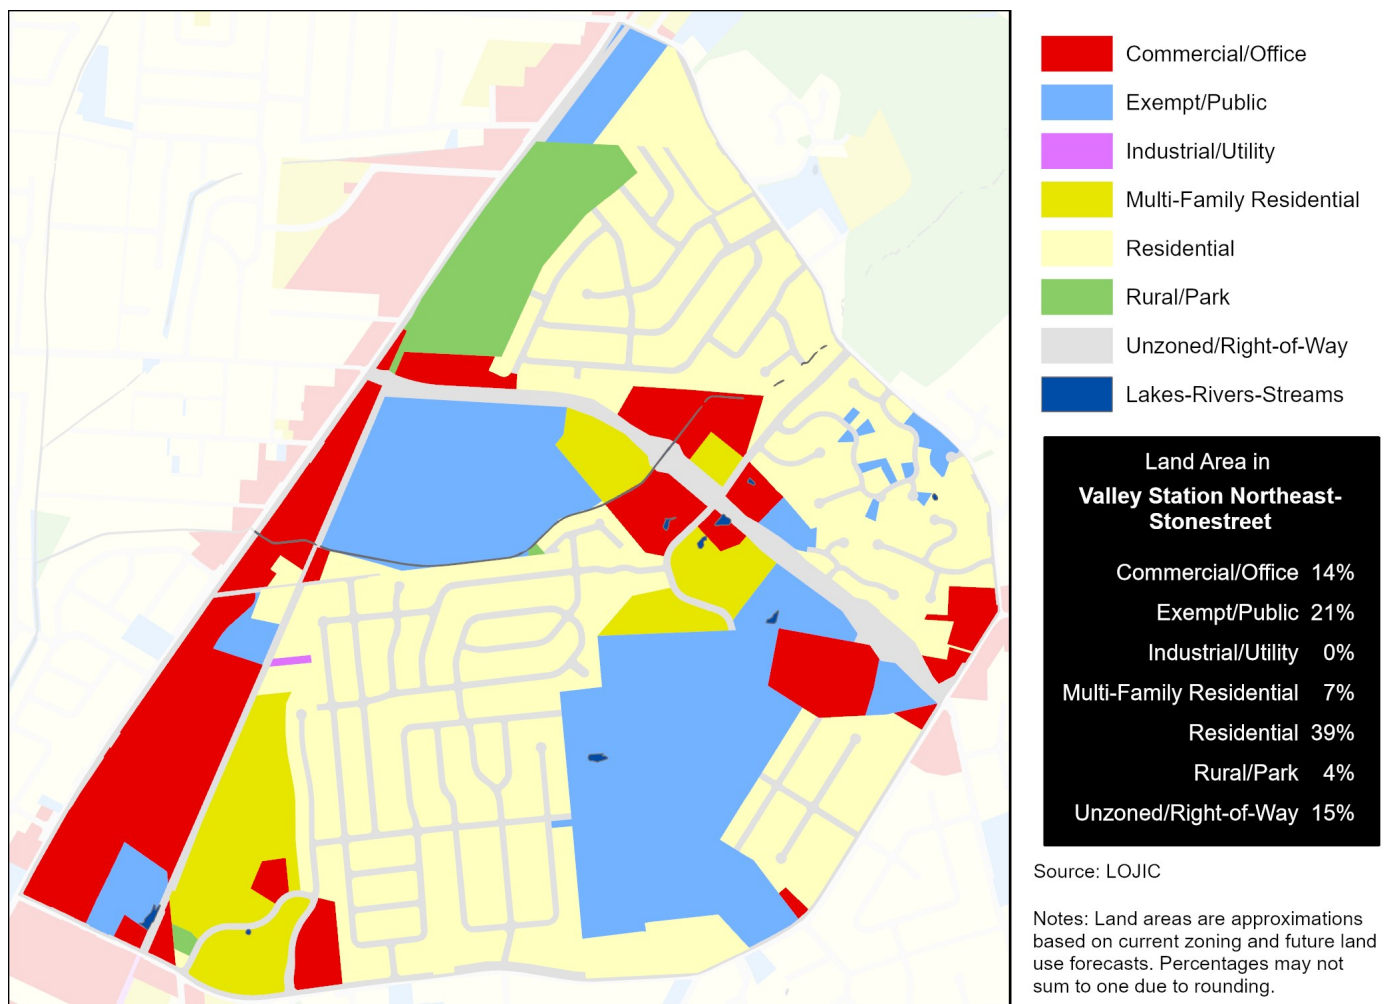 Commercial/Office
Exempt/Public
Industrial/Utility
Multi-Family Residential
Residential
Rural/Park
Unzoned/Right-of-Way
Lakes-Rivers-Streams
Land Area in
Valley Station Northeast-
Stonestreet
Commercial/Office 14%
Exempt/Public 21%
Industrial/Utility 0%
Multi-Family Residential 7%
Residential 39%
Rural/Park 4%
Unzoned/Right-of-Way 15%
Source: LOJIC
Notes: Land areas are approximations
based on current zoning and future land
use forecasts. Percentages may not
sum to one due to rounding.